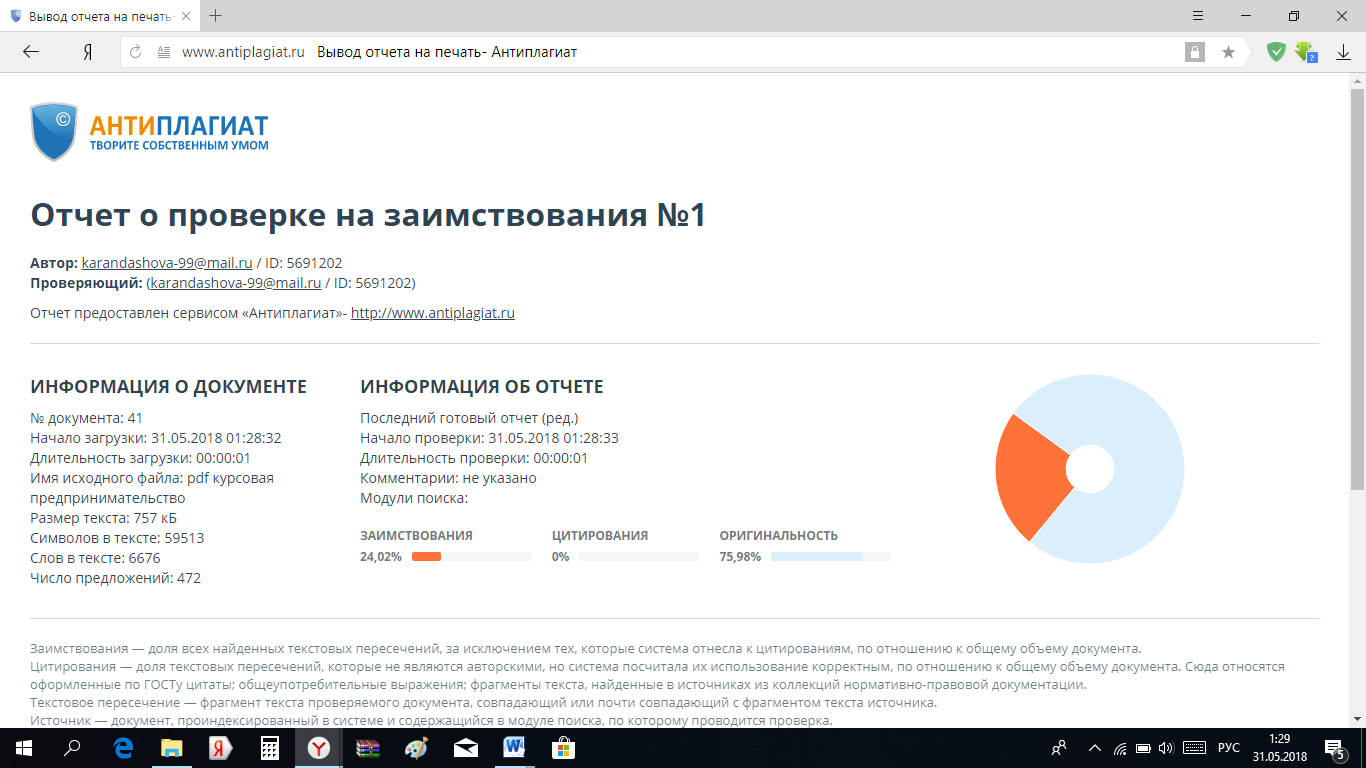 Вывод отчета на печать-
www.antiplagiat.ru Вывод отчета на печать- Антиплагиат
©
АНТИПЛАГИАТ
ТВОРИТЕ СОБСТВЕННЫМ УМОМ
Отчет о проверке на заимствования №1
Автор: karandashova-99@mail.ru / ID: 5691202
Проверяющий: (karandashova-99@mail.ru / ID: 5691202)
Отчет предоставлен сервисом «Антиплагиат»- http://www.antiplagiat.ru
ИНФОРМАЦИЯ О ДОКУМЕНТЕ
№ документа: 41
Начало загрузки: 31.05.2018 01:28:32
Длительность загрузки: 00:00:01
Имя исходного файла: pdf курсовая
предпринимательство
Размер текста: 757 кБ
Cимволов в тексте: 59513
Слов в тексте: 6676
Число предложений: 472
ИНФОРМАЦИЯ ОБ ОТЧЕТЕ
Последний готовый отчет (ред.)
Начало проверки: 31.05.2018 01:28:33
Длительность проверки: 00:00:01
Комментарии: не указано
Модули поиска:
ЗАИМСТВОВАНИЯ
24,02%
ЦИТИРОВАНИЯ
0%
ОРИГИНАЛЬНОСТЬ
75,98%
Заимствования — доля всех найденных текстовых пересечений, за исключением тех, которые система отнесла к цитированиям, по отношению к общему объему документа.
Цитирования — доля текстовых пересечений, которые не являются авторскими, но система посчитала их использование корректным, по отношению к общему объему документа. Сюда относятся
оформленные по ГОСТу цитаты; общеупотребительные выражения; фрагменты текста, найденные в источниках из коллекций нормативно-правовой документации.
Текстовое пересечение — фрагмент текста проверяемого документа, совпадающий или почти совпадающий с фрагментом текста источника.
Источник — документ, проиндексированный в системе и содержащийся в модуле поиска, по которому проводится проверка.
РУС
1:29
31.05.2018
5